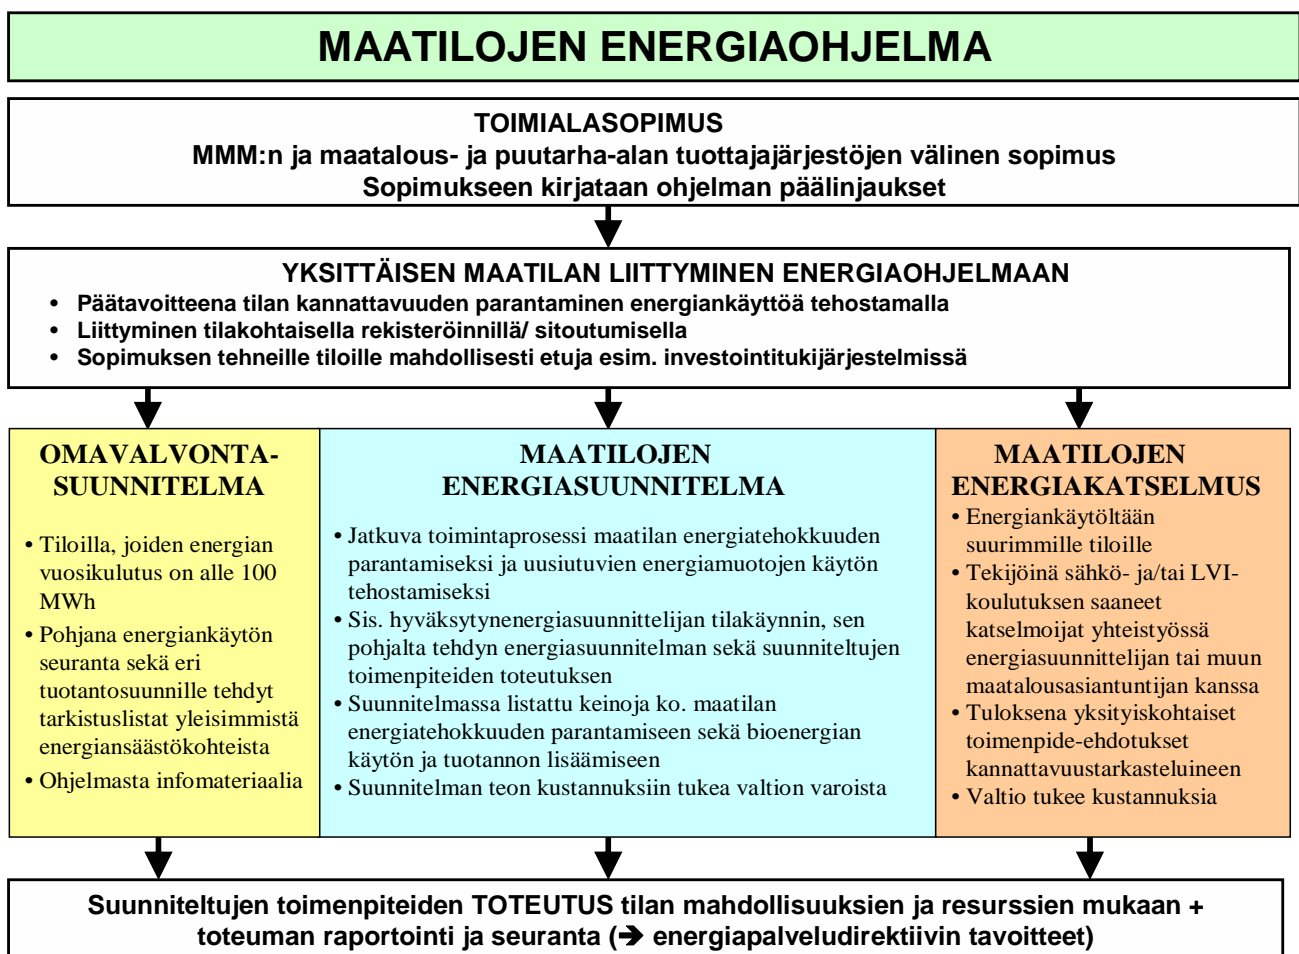 MAATILOJEN ENERGIAOHJELMA
TOIMIALASOPIMUS
MMM:n ja maatalous- ja puutarha-alan tuottajajärjestöjen välinen sopimus
Sopimukseen kirjataan ohjelman päälinjaukset
YKSITTÄISEN MAATILAN LIITTYMINEN ENERGIAOHJELMAAN
• Päätavoitteena tilan kannattavuuden parantaminen energiankäyttöä tehostamalla
• Liittyminen tilakohtaisella rekisteröinnillä/ sitoutumisella
• Sopimuksen tehneille tiloille mahdollisesti etuja esim. investointitukijärjestelmissä
OMAVALVONTA-
SUUNNITELMA
• Tiloilla, joiden energian
vuosikulutus on alle 100
MWh
• Pohjana energiankäytön
seuranta sekä eri
tuotantosuunnille tehdyt
tarkistuslistat yleisimmistä
energiansäästökohteista
• Ohjelmasta infomateriaalia
MAATILOJEN
ENERGIASUUNNITELMA
• Jatkuva toimintaprosessi maatilan energiatehokkuuden
parantamiseksi ja uusiutuvien energiamuotojen käytön
tehostamiseksi
• Sis. hyväksytynenergiasuunnittelijan tilakäynnin, sen
pohjalta tehdyn energiasuunnitelman sekä suunniteltujen
toimenpiteiden toteutuksen
• Suunnitelmassa listattu keinoja ko. maatilan
energiatehokkuuden parantamiseen sekä bioenergian
käytön ja tuotannon lisäämiseen
• Suunnitelman teon kustannuksiin tukea valtion varoista
MAATILOJEN
ENERGIAKATSELMUS
• Energiankäytöltään
suurimmille tiloille
• Tekijöinä sähkö- ja/tai LVI-
koulutuksen saaneet
katselmoijat yhteistyössä
energiasuunnittelijan tai muun
maatalousasiantuntijan kanssa
• Tuloksena yksityiskohtaiset
toimenpide-ehdotukset
kannattavuustarkasteluineen
• Valtio tukee kustannuksia
Suunniteltujen toimenpiteiden TOTEUTUS tilan mahdollisuuksien ja resurssien mukaan +
toteuman raportointi ja seuranta (➔ energiapalveludirektiivin tavoitteet)